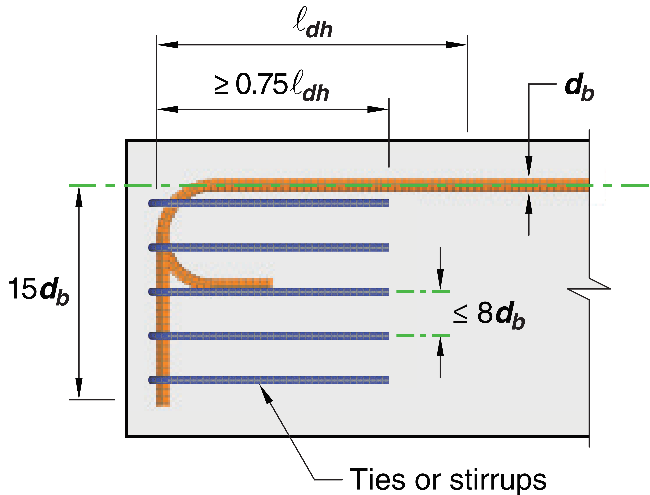 ℓdh
≥ 0.75ℓdh
db
15db
≤ 8db
Ties or stirrups